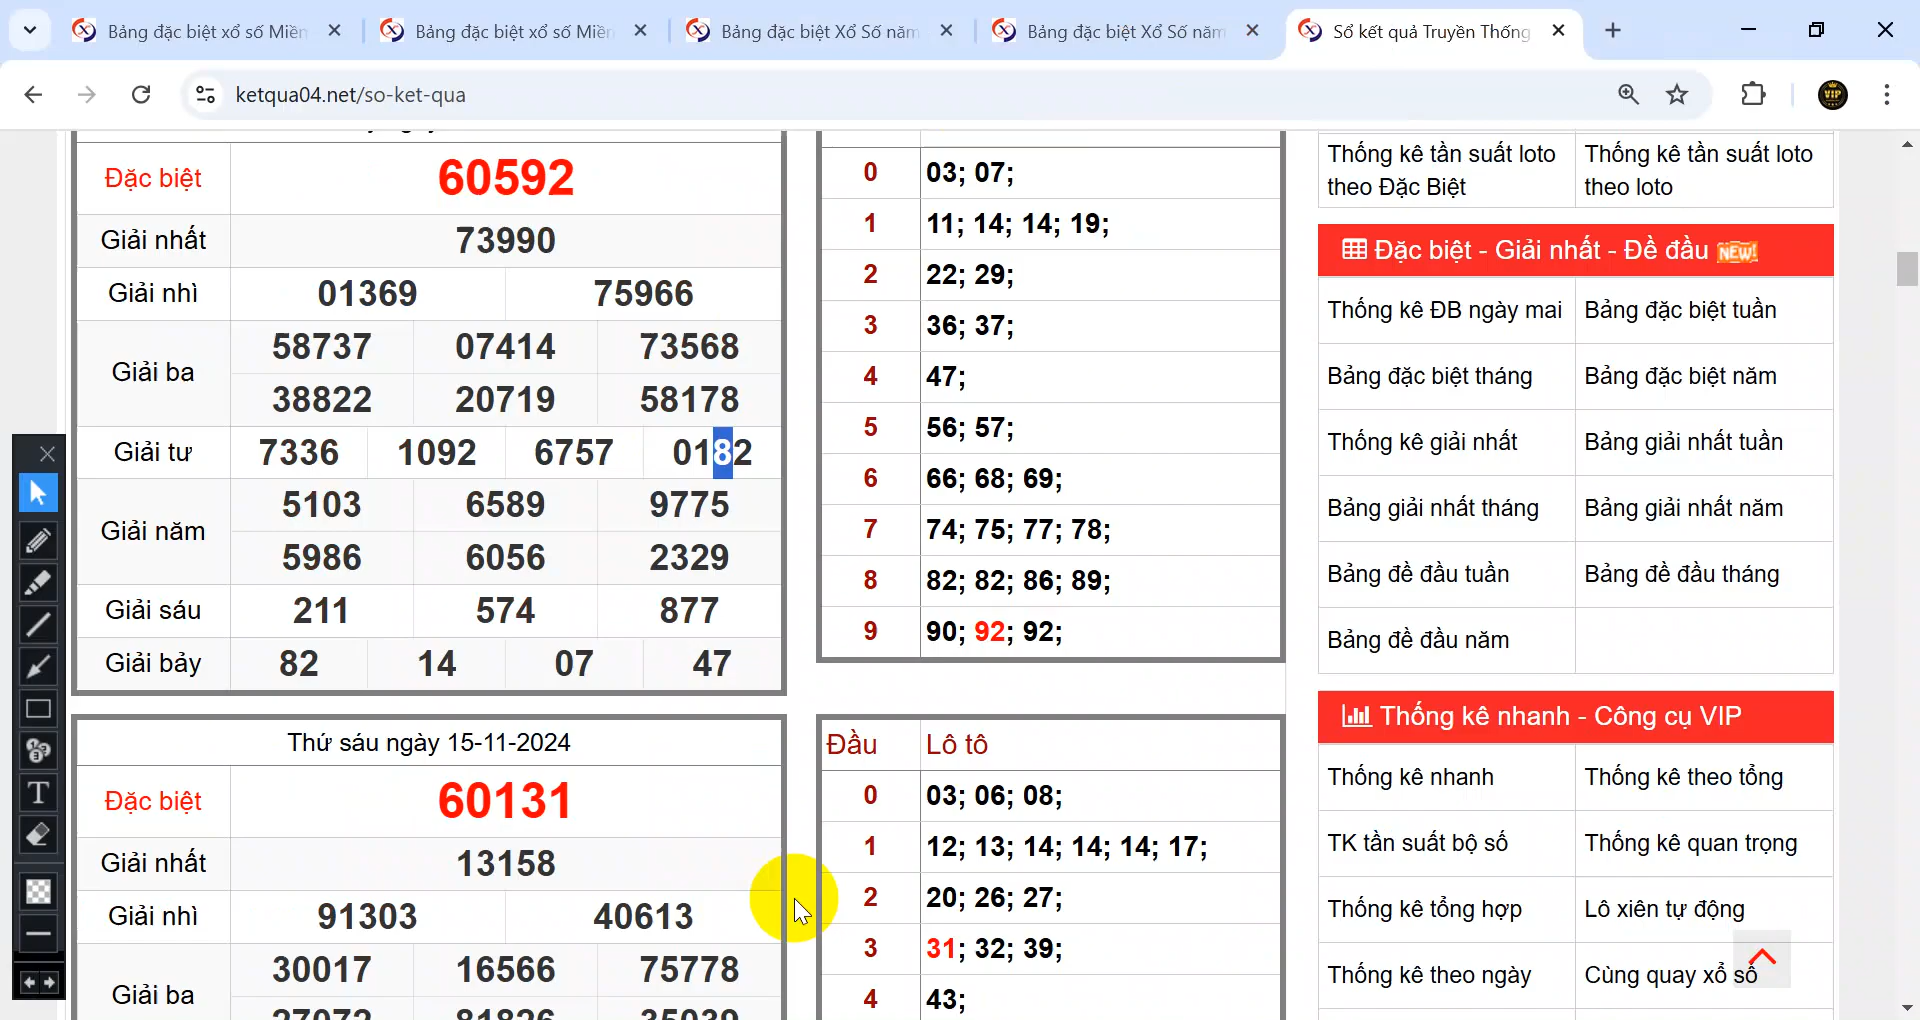 Bảng đặc biệt xổ số Miền
Bảng đặc biệt xổ số Miền
Bảng đặc biệt Xổ Số năm
Bảng đặc biệt Xổ Số năm
Sổ kết quả Truyền Thống
ketqua04.net/so-ket-qua
VIP
Đặc biệt 60592
Giải nhất 73990
Giải nhì 01369 75966
Giải ba
58737 07414 73568
38822 20719 58178
Giải tư 7336 1092 6757 0182
Giải năm
5103 6589 9775
5986 6056 2329
Giải sáu 211 574 877
Giải bảy 82 14 07 47
0 03; 07;
1 11; 14; 14; 19;
2 22; 29;
3 36; 37;
4 47;
5 56; 57;
6 66; 68; 69;
7 74; 75; 77; 78;
8 82; 82; 86; 89;
9 90; 92; 92;
Thứ sáu ngày 15-11-2024
Đặc biệt 60131
Giải nhất 13158
Giải nhì 91303 40613
Giải ba
30017 16566 75778
27072 81826 35039
Đầu Lô tô
0 03; 06; 08;
1 12; 13; 14; 14; 14; 17;
2 20; 26; 27;
3 31; 32; 39;
4 43;
Thống kê tần suất loto
theo Đặc Biệt
Thống kê tần suất loto
theo loto
Đặc biệt - Giải nhất - Đề đầu NEW!
Thống kê ĐB ngày mai Bảng đặc biệt tuần
Bảng đặc biệt tháng Bảng đặc biệt năm
Thống kê giải nhất Bảng giải nhất tuần
Bảng giải nhất tháng Bảng giải nhất năm
Bảng đề đầu tuần Bảng đề đầu tháng
Bảng đề đầu năm
Thống kê nhanh - Công cụ VIP
Thống kê nhanh Thống kê theo tổng
TK tần suất bộ số Thống kê quan trọng
Thống kê tổng hợp Lô xiên tự động
Thống kê theo ngày Cùng quay xổ số